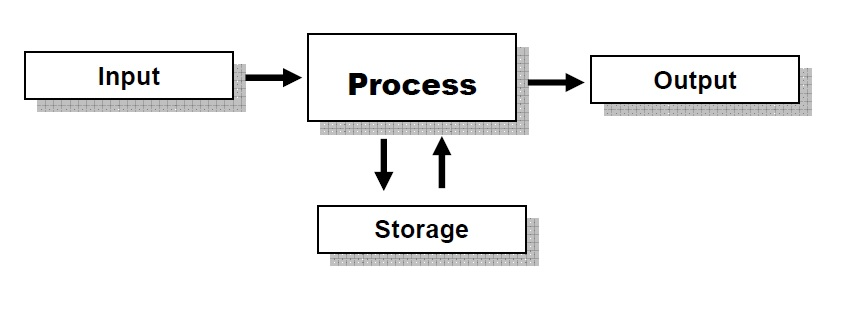 Input
Process
Output
Storage